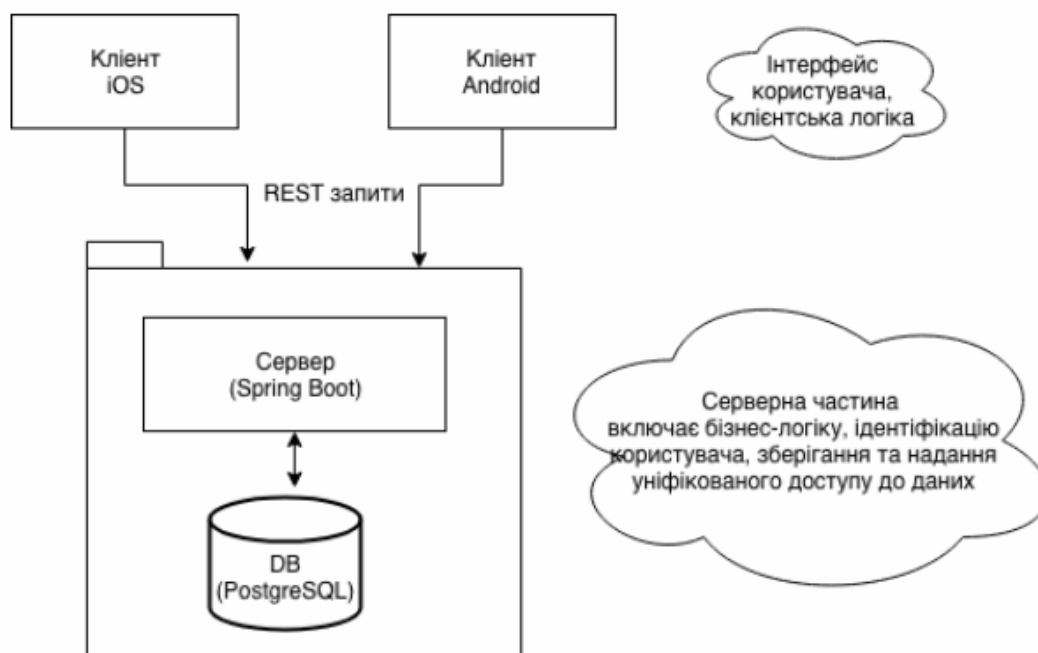 Клієнт
iOS
Клієнт
Android
Інтерфейс
користувача,
клієнтська логіка
REST запити
Сервер
(Spring Boot)
DB
(PostgreSQL)
Серверна частина
включає бізнес-логіку, ідентифікацію
користувача, зберігання та надання
уніфікованого доступу до даних